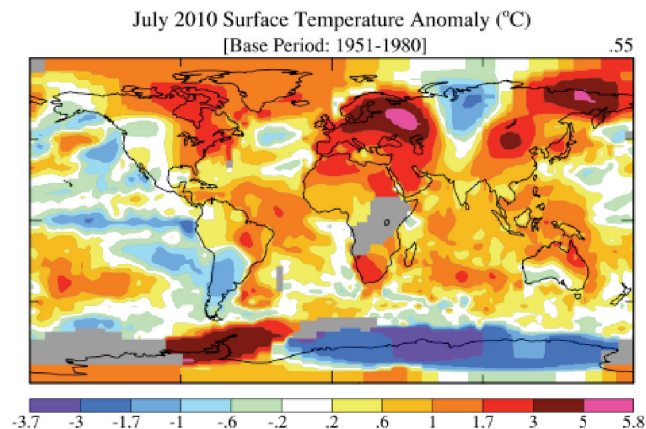 July 2010 Surface Temperature Anomaly (°C)
[Base Period: 1951-1980]
.55
-3.7 -3 -1.7 -1 -.6 -.2 .2 .6 1 1.7 3 5 5.8